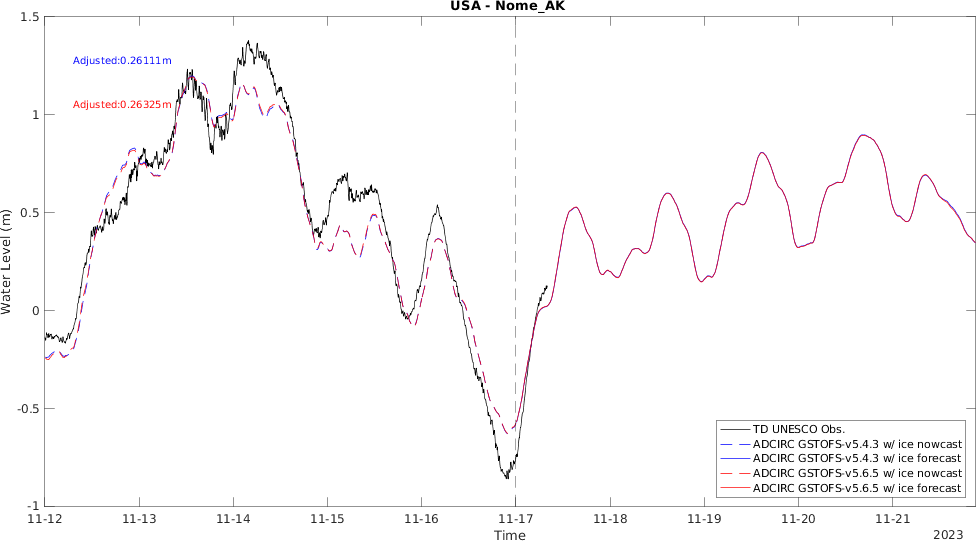 USA - Nome_AK
1.5
1
0.5
0
-0.5
-1
Water Level (m)
Adjusted:0.26111m
Adjusted:0.26325m
TD UNESCO Obs.
ADCIRC GSTOFS-v5.4.3 w/ ice nowcast
ADCIRC GSTOFS-v5.4.3 w/ ice forecast
ADCIRC GSTOFS-v5.6.5 w/ ice nowcast
ADCIRC GSTOFS-v5.6.5 w/ ice forecast
11-12 11-13 11-14 11-15 11-16 11-17 11-18 11-19 11-20 11-21
Time
2023